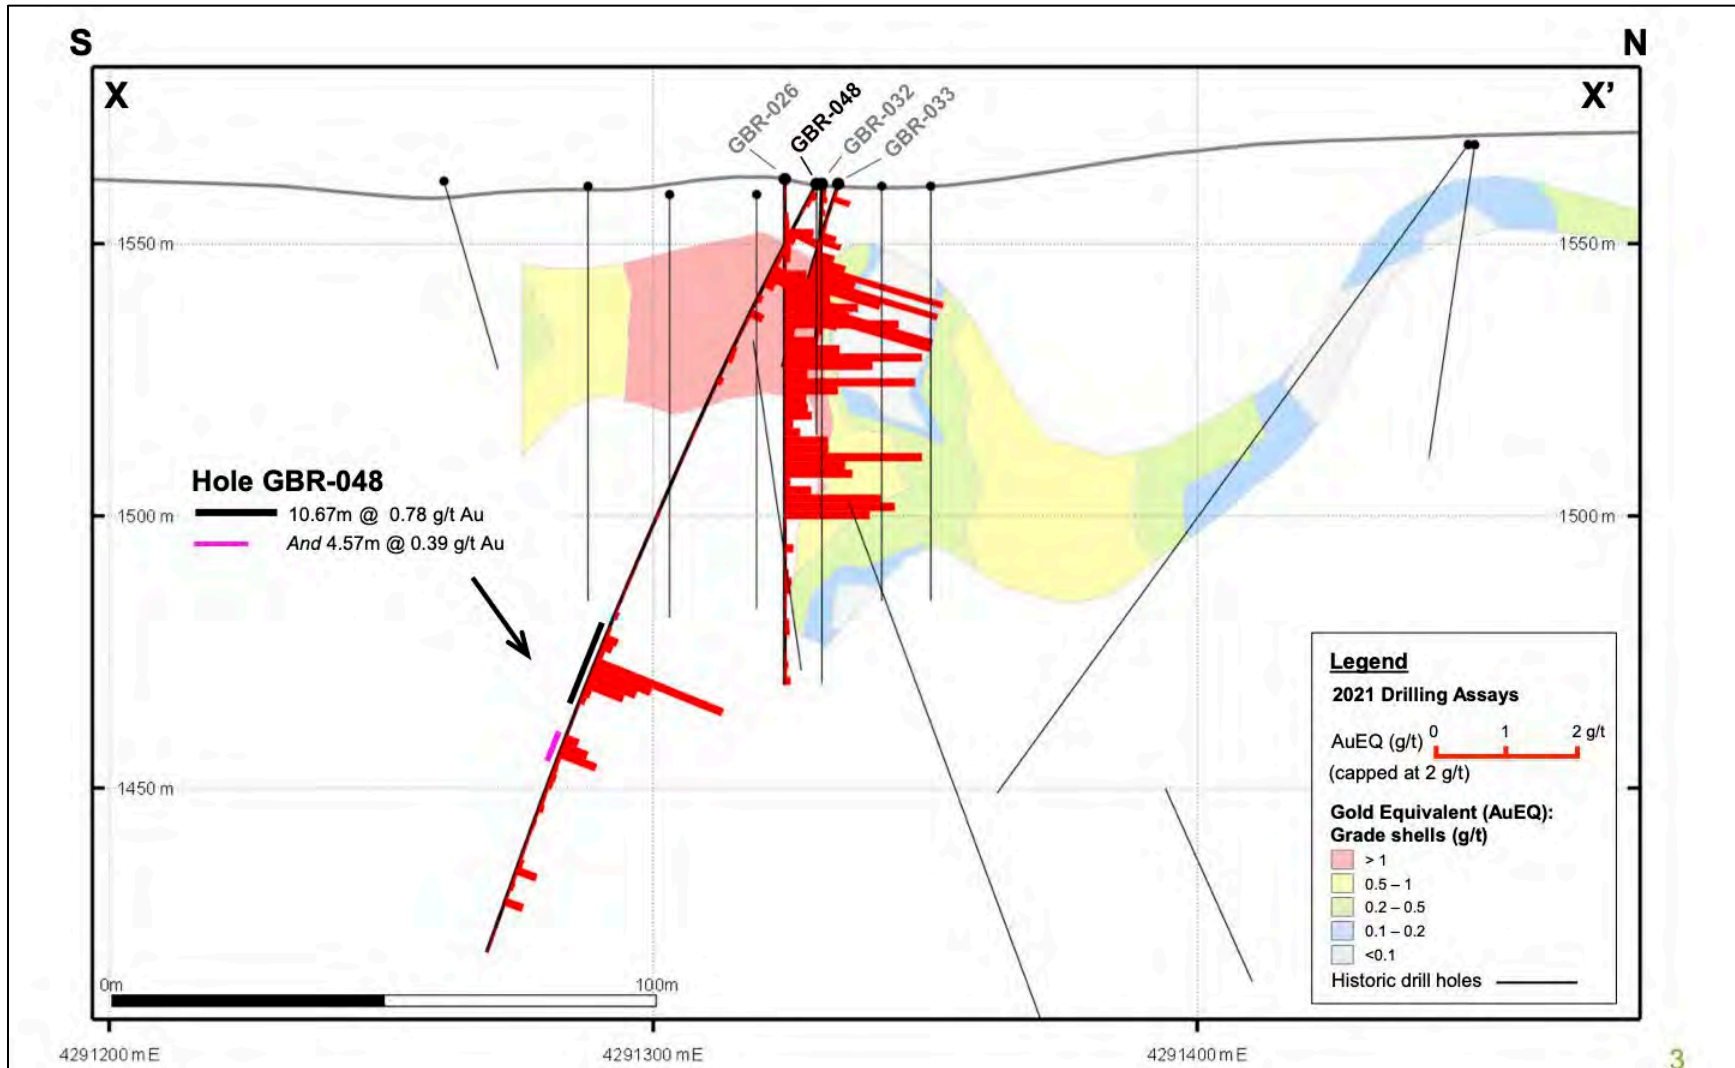 S
N
X
X’
GBR-026
GBR-048
GBR-032
GBR-033
1550 m
1550 m
Hole GBR-048
10.67m @ 0.78 g/t Au
And 4.57m @ 0.39 g/t Au
1500 m
1500 m
1450 m
Legend
2021 Drilling Assays
AuEQ (g/t) 0 1 2 g/t
(capped at 2 g/t)
Gold Equivalent (AuEQ):
Grade shells (g/t)
> 1
0.5 – 1
0.2 – 0.5
0.1 – 0.2
<0.1
Historic drill holes
0m 100m
4291200 m E 4291300 m E 4291400 m E
3